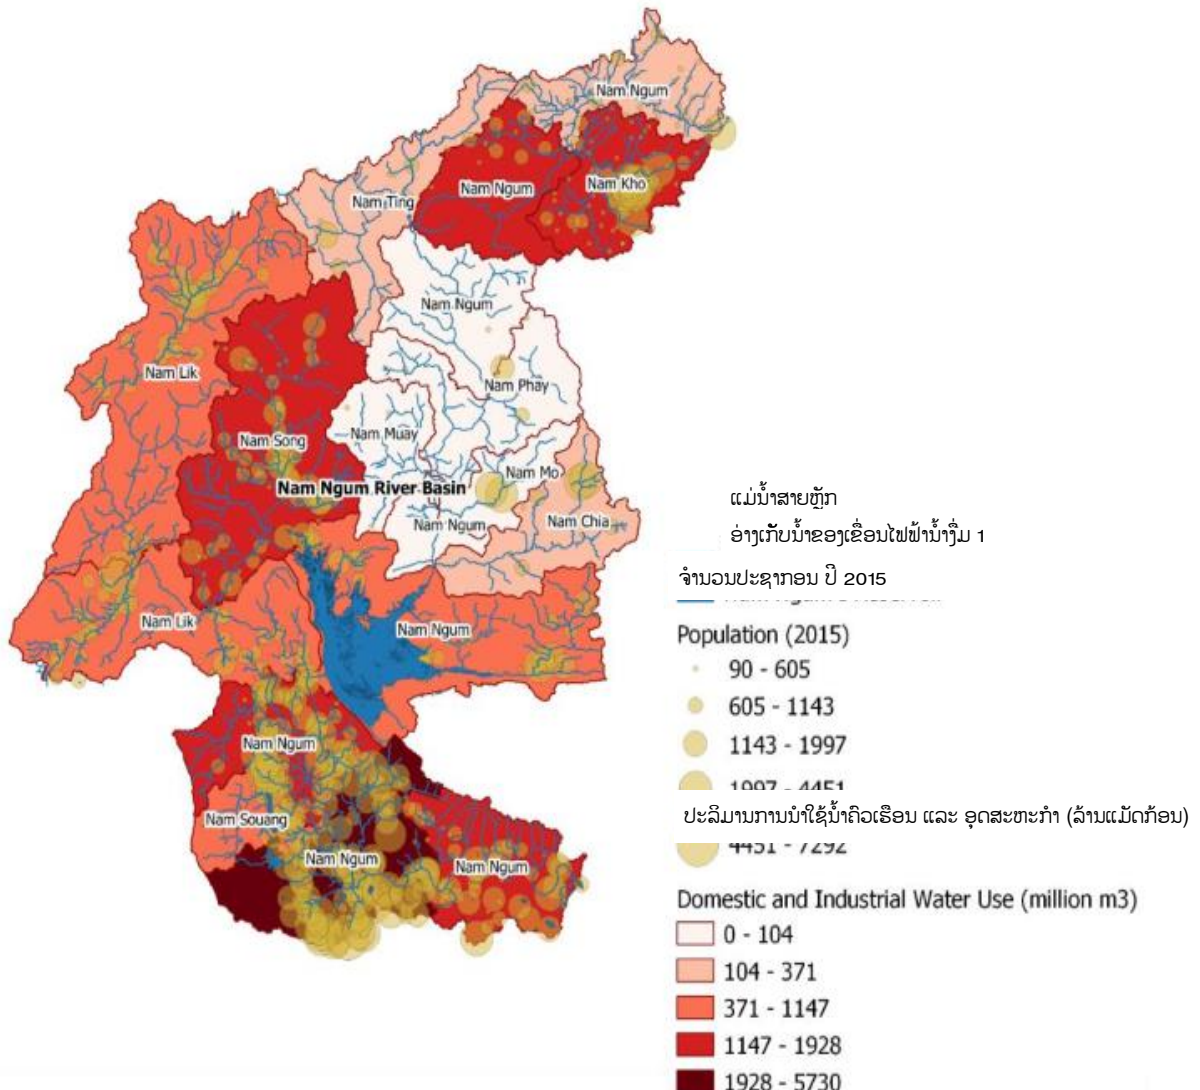 Nam Ngum
Nam Ngum
Nam Kho
Nam Ting
Nam Ngum
Nam Lik
Nam Phay
Nam Muay
Nam Song
Nam Mo
Nam Ngum River Basin
Nam Ngum
Nam Chia
Nam Lik
Nam Ngum
Nam Ngum
Nam Souang
Nam Ngum
Nam Ngum
ແມ່ນ້ຳສາຍຫຼັກ
ອ່າງເກັບນ້ຳຂອງເຂື່ອນໄຟຟ້ານ້ຳງື່ມ 1
ຈຳນວນປະຊາກອນ ປີ 2015
Population (2015)
90 - 605
605 - 1143
1143 - 1997
1997 - 4451
ປະລິມານການນຳໃຊ້ນ້ຳຄົວເຮືອນ ແລະ ອຸດສະຫະກຳ (ລ້ານແມັດກ້ອນ)
4451 - 7292
Domestic and Industrial Water Use (million m3)
0 - 104
104 - 371
371 - 1147
1147 - 1928
1928 - 5730